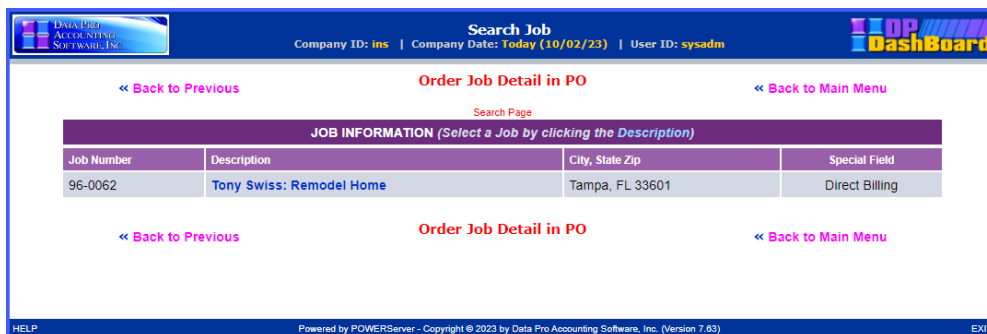 DATA PRO
ACCOUNTING
SOFTWARE, INC.
Search Job
Company ID: ins | Company Date: Today (10/02/23) | User ID: sysadm
DP
DashBoard
« Back to Previous
Order Job Detail in PO
« Back to Main Menu
Search Page
JOB INFORMATION (Select a Job by clicking the Description)
Job Number Description City, State Zip Special Field
96-0062 Tony Swiss: Remodel Home Tampa, FL 33601 Direct Billing
« Back to Previous
Order Job Detail in PO
« Back to Main Menu
HELP
Powered by POWERServer - Copyright © 2023 by Data Pro Accounting Software, Inc. (Version 7.63)
EXI